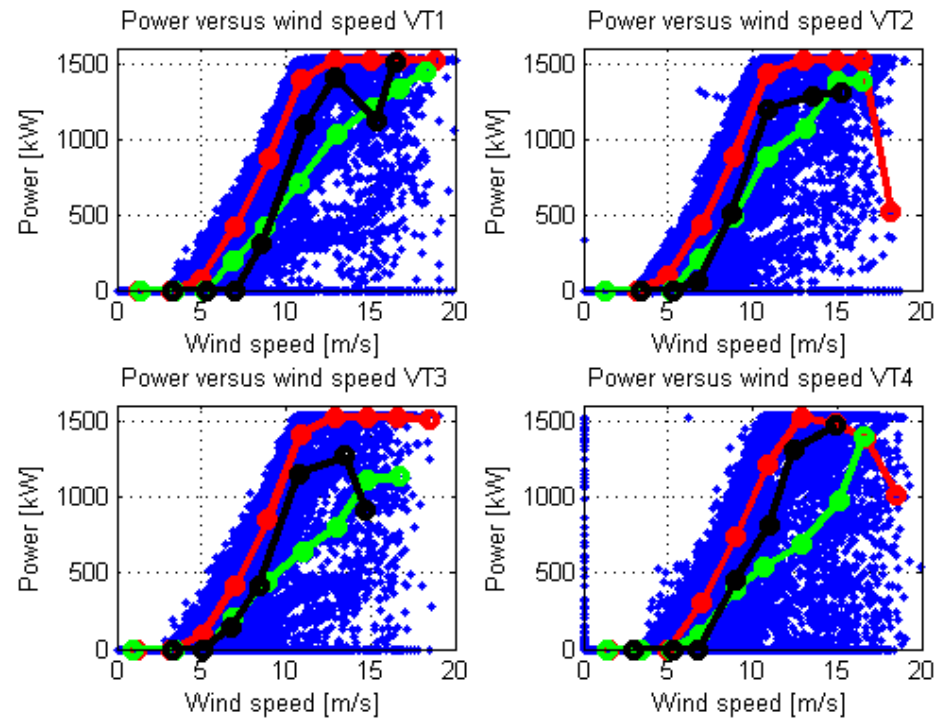 Power versus wind speed VT1
Power [kW]
1500
1000
500
0
0 5 10 15 20
Wind speed [m/s]
Power versus wind speed VT2
Power [kW]
1500
1000
500
0
0 5 10 15 20
Wind speed [m/s]
Power versus wind speed VT3
Power [kW]
1500
1000
500
0
0 5 10 15 20
Wind speed [m/s]
Power versus wind speed VT4
Power [kW]
1500
1000
500
0
0 5 10 15 20
Wind speed [m/s]